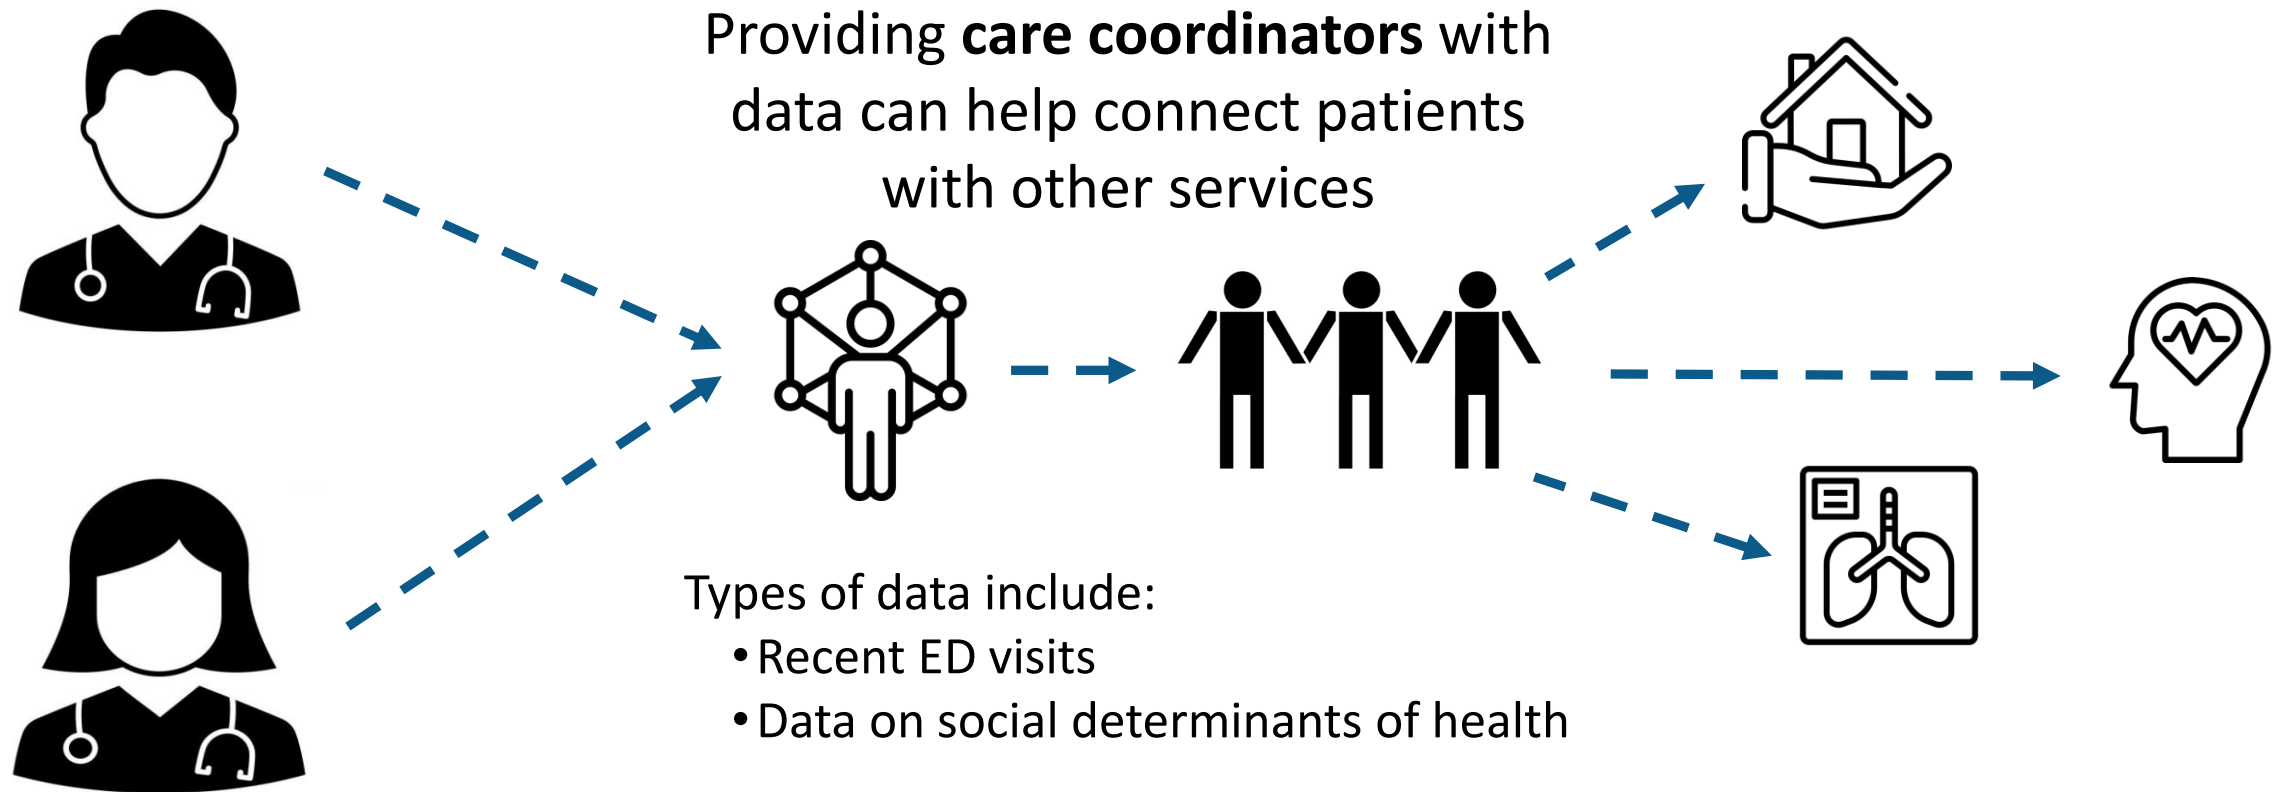 Providing care coordinators with
data can help connect patients
with other services
Types of data include:
•Recent ED visits
•Data on social determinants of health